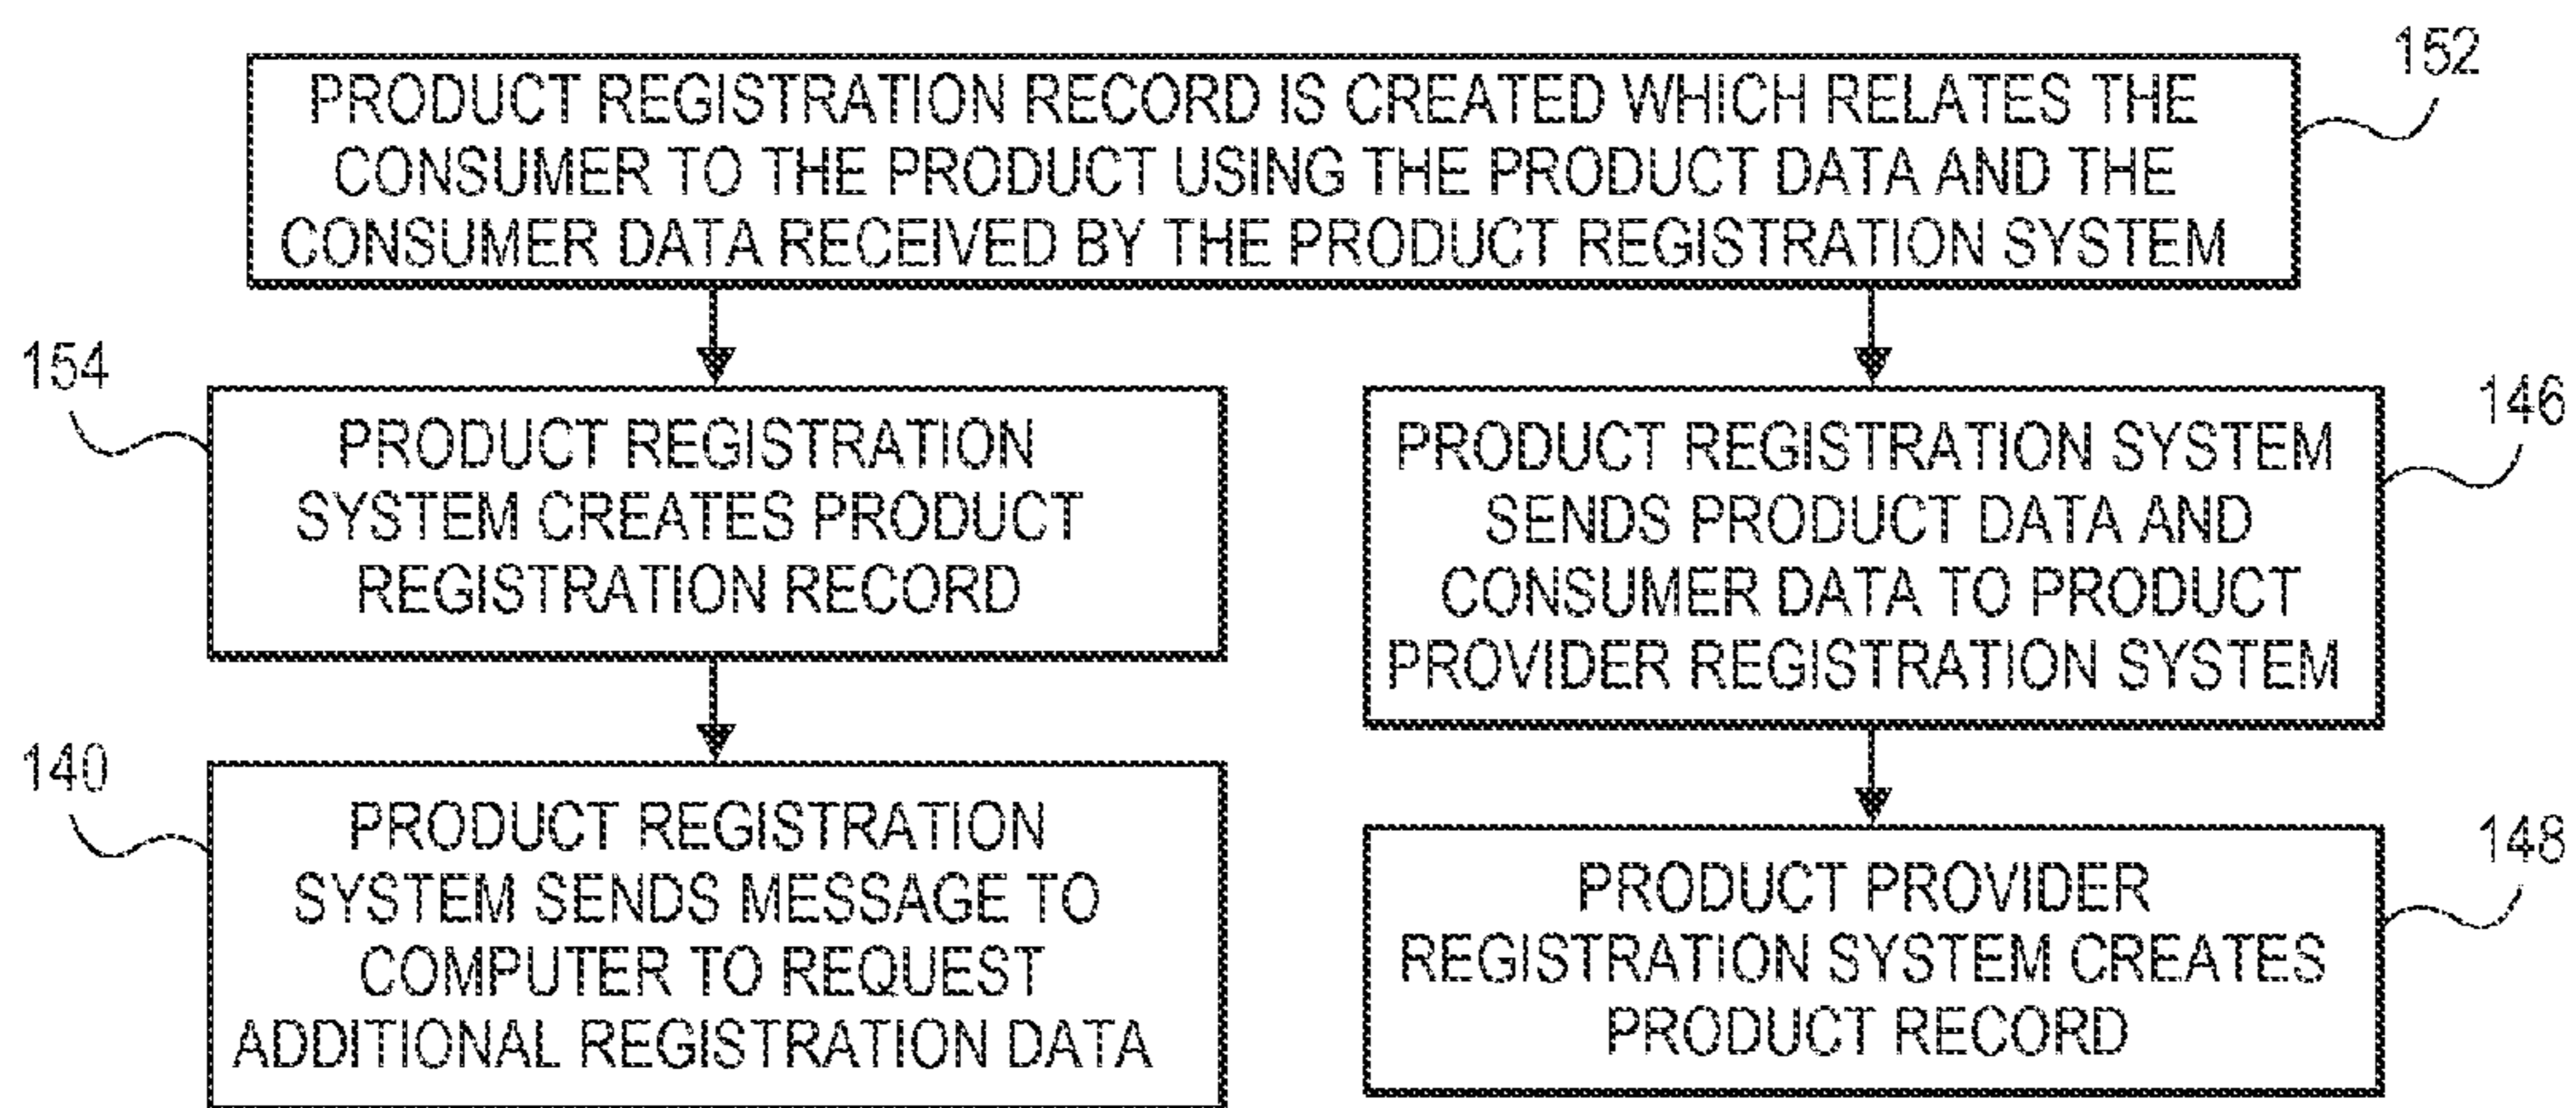 152
PRODUCT REGISTRATION RECORD IS CREATED WHICH RELATES THE
CONSUMER TO THE PRODUCT USING THE PRODUCT DATA AND THE
CONSUMER DATA RECEIVED BY THE PRODUCT REGISTRATION SYSTEM
154
PRODUCT REGISTRATION
SYSTEM CREATES PRODUCT
REGISTRATION RECORD
146
PRODUCT REGISTRATION SYSTEM
SENDS PRODUCT DATA AND
CONSUMER DATA TO PRODUCT
PROVIDER REGISTRATION SYSTEM
140
PRODUCT REGISTRATION
SYSTEM SENDS MESSAGE TO
COMPUTER TO REQUEST
ADDITIONAL REGISTRATION DATA
148
PRODUCT PROVIDER
REGISTRATION SYSTEM CREATES
PRODUCT RECORD